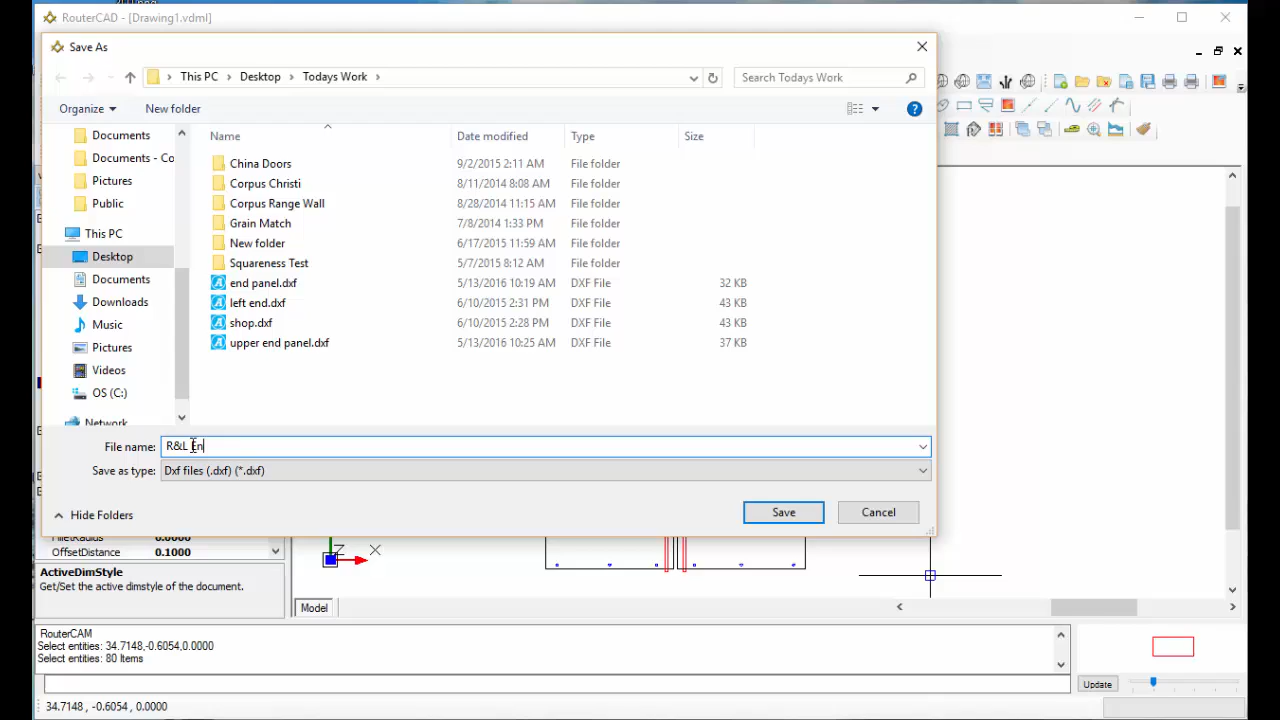 RouterCAD - [Drawing1.vdml]
Save As
This PC
Desktop
Todays Work
Search Todays Work
Organize
New folder
Name
Date modified
Type
Size
Documents
Documents - Co
Pictures
Public
This PC
Desktop
Documents
Downloads
Music
Pictures
Videos
OS (C:)
Network
China Doors 9/2/2015 2:11 AM File folder
Corpus Christi 8/11/2014 8:08 AM File folder
Corpus Range Wall 8/28/2014 11:15 AM File folder
Grain Match 7/8/2014 1:33 PM File folder
New folder 6/17/2015 11:59 AM File folder
Squareness Test 5/7/2015 8:12 AM File folder
end panel.dxf 5/13/2016 10:19 AM DXF File 32 KB
left end.dxf 6/10/2015 2:31 PM DXF File 43 KB
shop.dxf 6/10/2015 2:28 PM DXF File 43 KB
upper end panel.dxf 5/13/2016 10:25 AM DXF File 37 KB
File name: R&L En
Save as type: Dxf files (.dxf) (*.dxf)
Hide Folders
Save
Cancel
FilletRadius 0.0000
OffsetDistance 0.1000
ActiveDimStyle
Get/Set the active dimstyle of the document.
Z X
Model
RouterCAM
Select entities: 34.7148,-0.6054,0.0000
Select entities: 80 Items
Update
34.7148 , -0.6054 , 0.0000